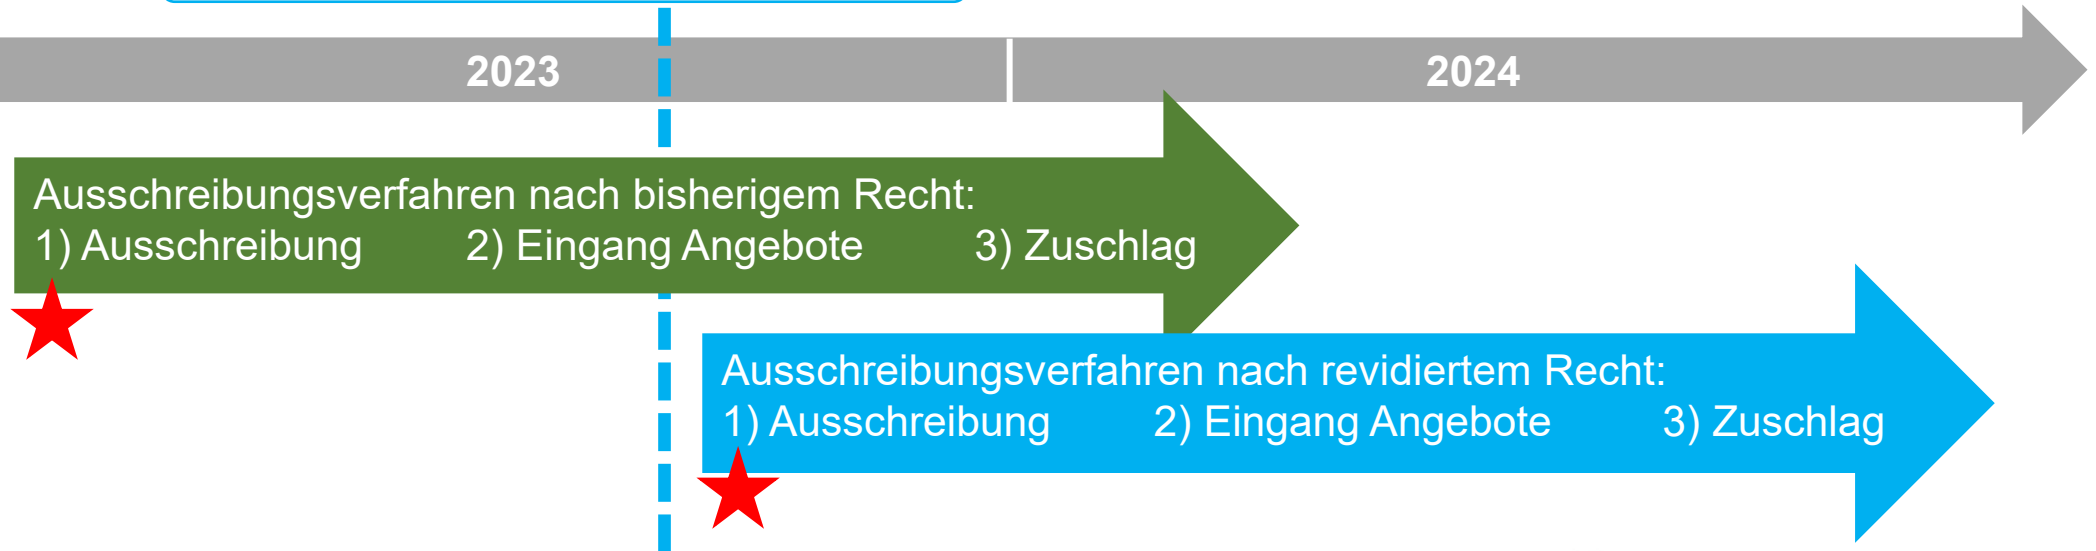 2023 2024
Ausschreibungsverfahren nach bisherigem Recht:
1) Ausschreibung 2) Eingang Angebote 3) Zuschlag
Ausschreibungsverfahren nach revidiertem Recht:
1) Ausschreibung 2) Eingang Angebote 3) Zuschlag